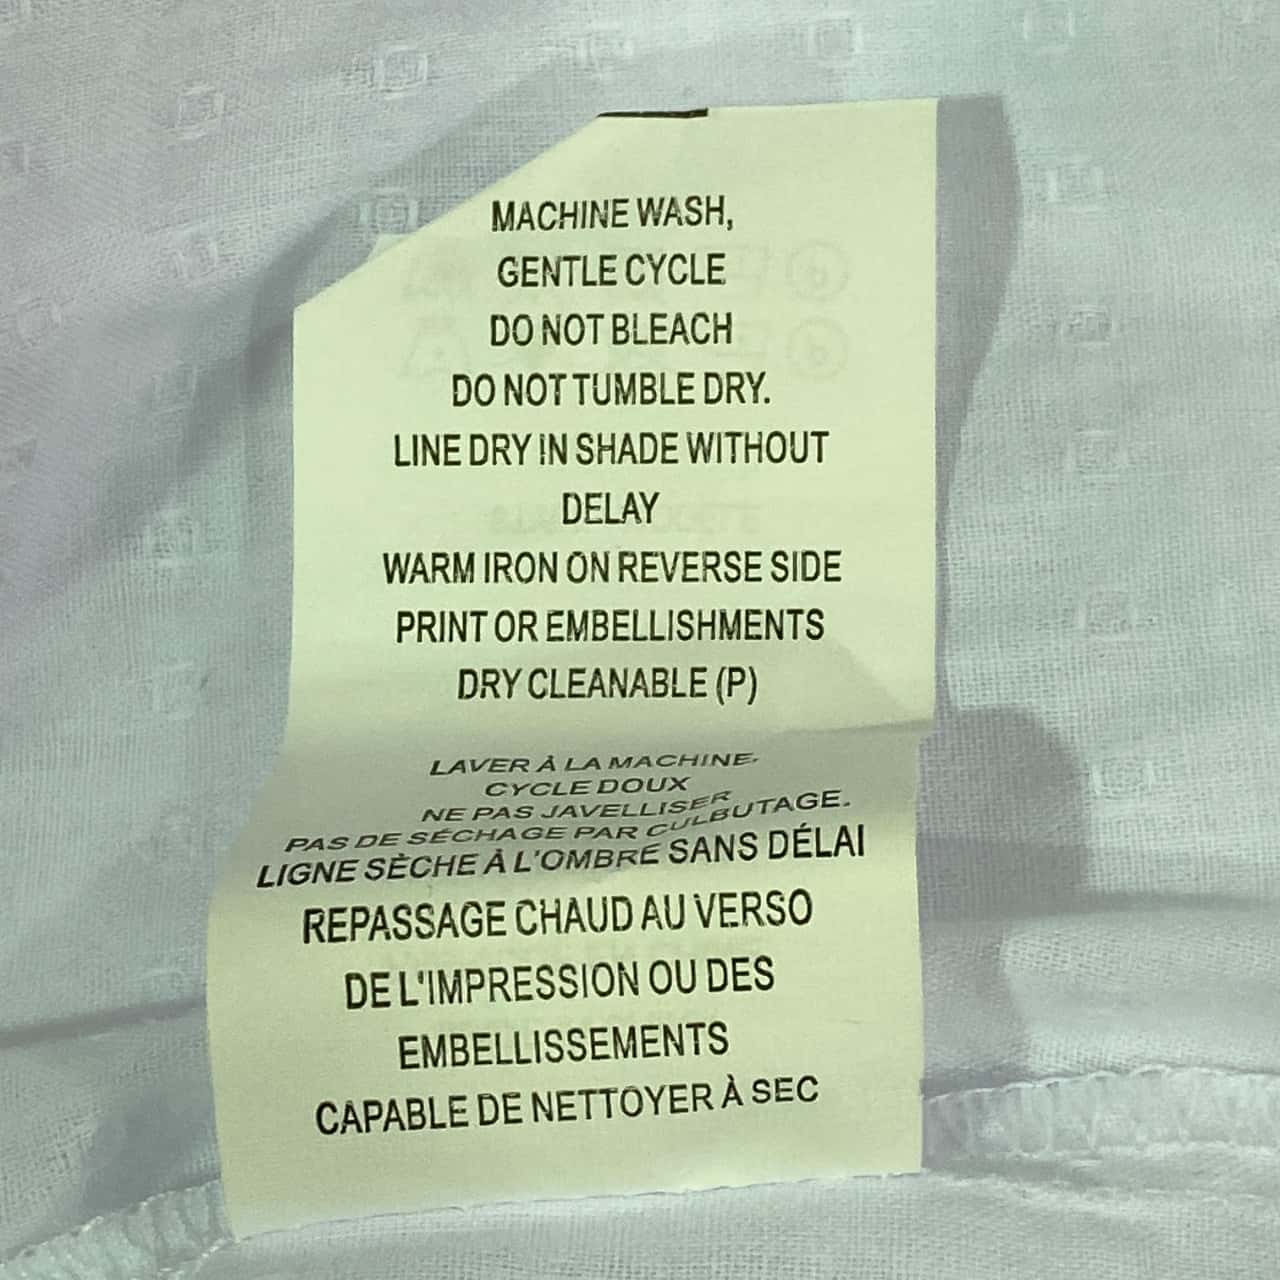 MACHINE WASH,
GENTLE CYCLE
DO NOT BLEACH
DO NOT TUMBLE DRY.
LINE DRY IN SHADE WITHOUT
DELAY
WARM IRON ON REVERSE SIDE
PRINT OR EMBELLISHMENTS
DRY CLEANABLE (P)
LAVER À LA MACHINE,
CYCLE DOUX
NE PAS JAVELLISER
PAS DE SÉCHAGE PAR CULBUTAGE.
LIGNE SÈCHE À L'OMBRE SANS DÉLAI
REPASSAGE CHAUD AU VERSO
DE L'IMPRESSION OU DES
EMBELLISSEMENTS
CAPABLE DE NETTOYER À SEC